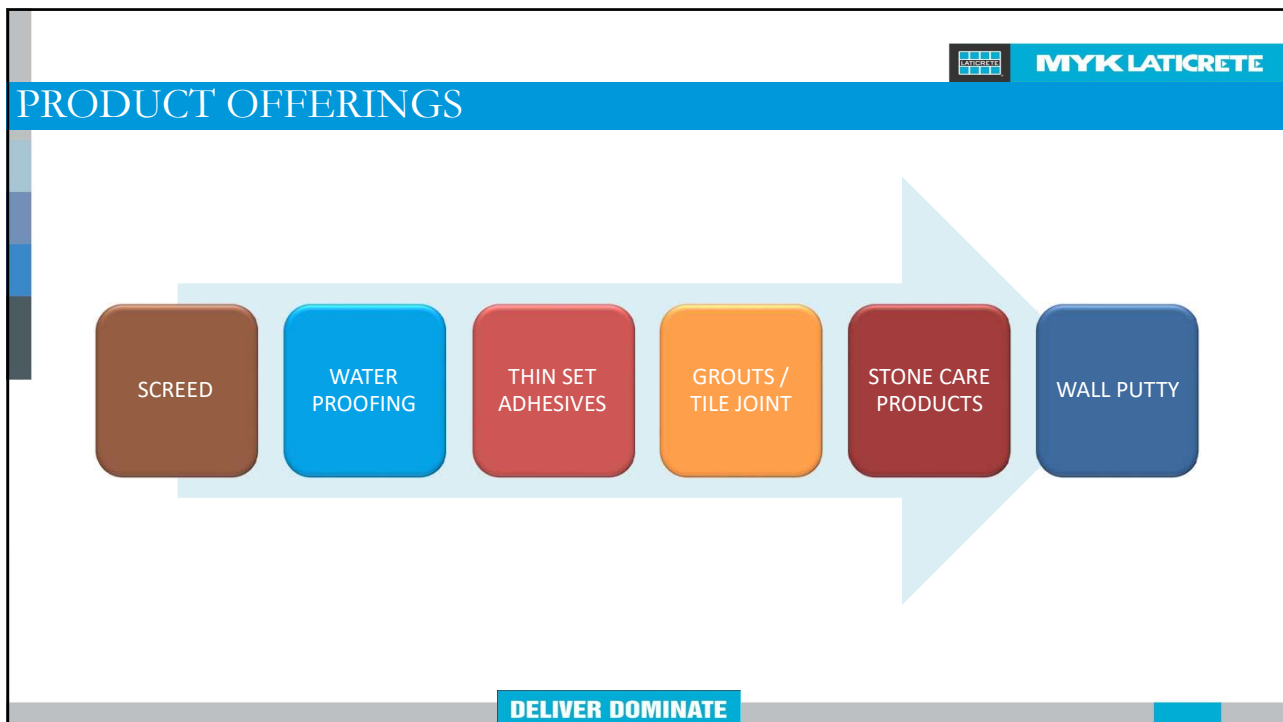 LATICRETE
MYK LATICRETE
PRODUCT OFFERINGS
SCREED
WATER
PROOFING
THIN SET
ADHESIVES
GROUTS /
TILE JOINT
STONE CARE
PRODUCTS
WALL PUTTY
DELIVER DOMINATE